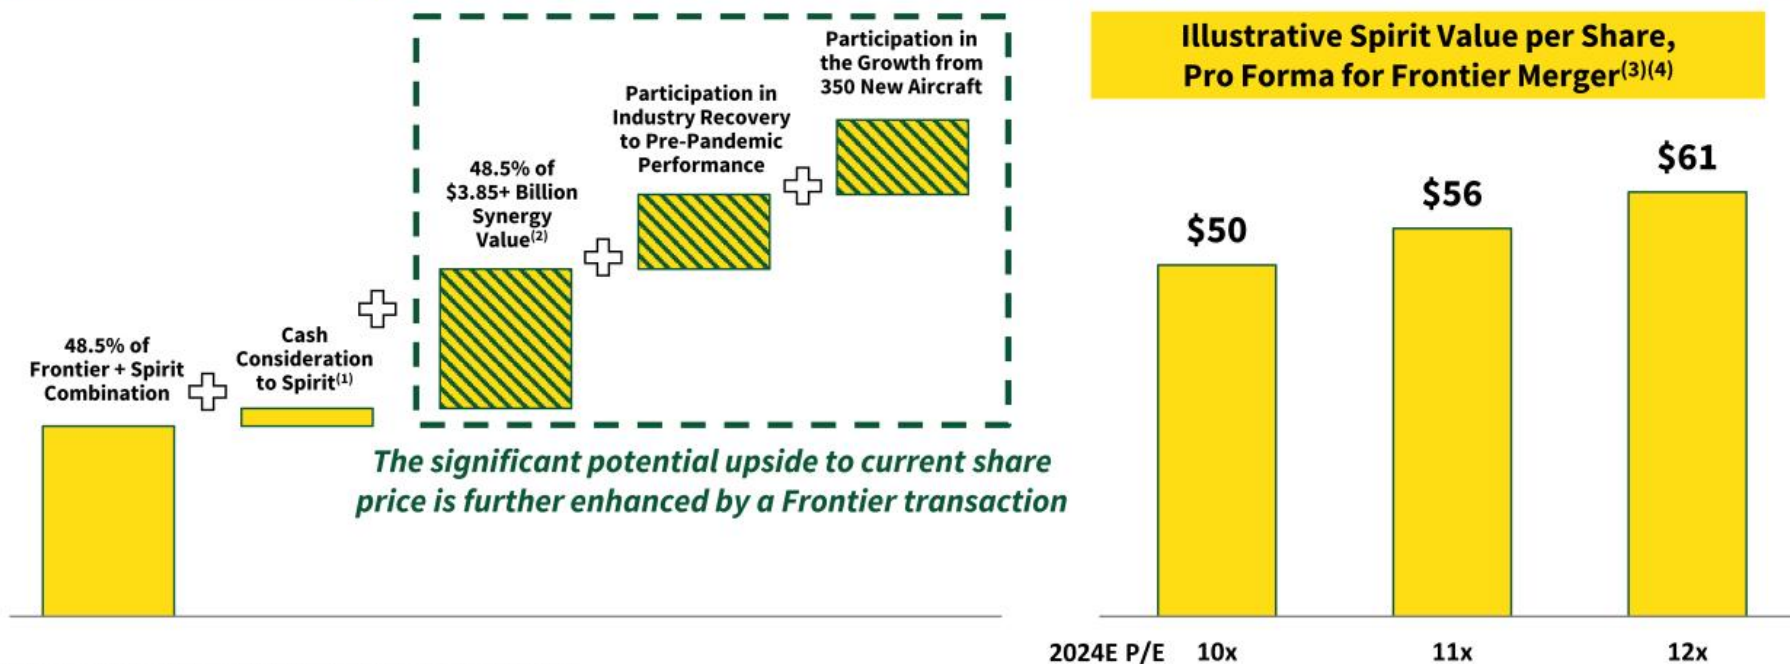 48.5% of
Frontier + Spirit
Combination
Cash
Consideration
to Spirit(1)
48.5% of
$3.85+ Billion
Synergy
Value(2)
Participation in
Industry Recovery
to Pre-Pandemic
Performance
Participation in
the Growth from
350 New Aircraft
The significant potential upside to current share
price is further enhanced by a Frontier transaction
Illustrative Spirit Value per Share,
Pro Forma for Frontier Merger(3)(4)
$50
$56
$61
2024E P/E 10x 11x 12x